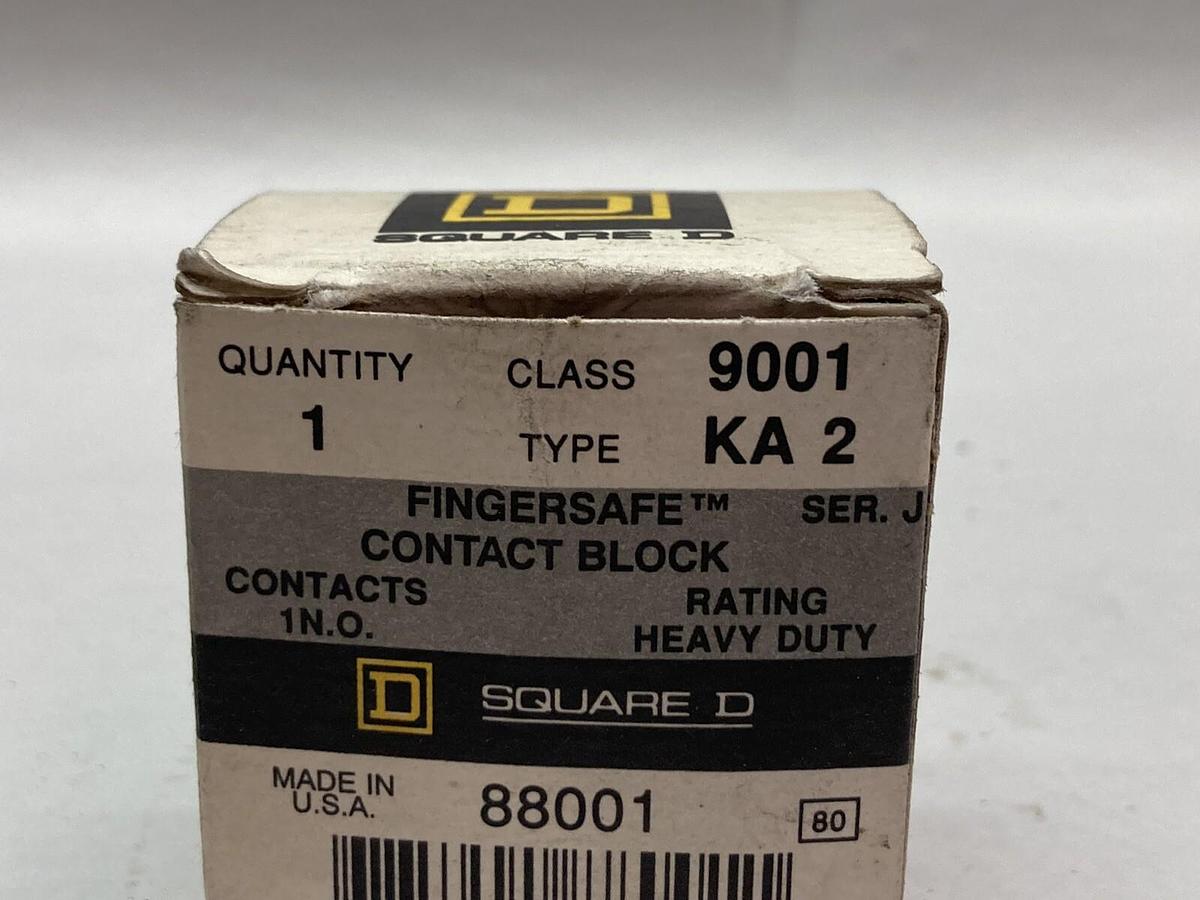 D
SQUARE D
QUANTITY CLASS 9001
1 TYPE KA 2
FINGERSAFE™ SER. J
CONTACT BLOCK
CONTACTS RATING
1N.O. HEAVY DUTY
D SQUARE D
MADE IN
U.S.A.
88001
80